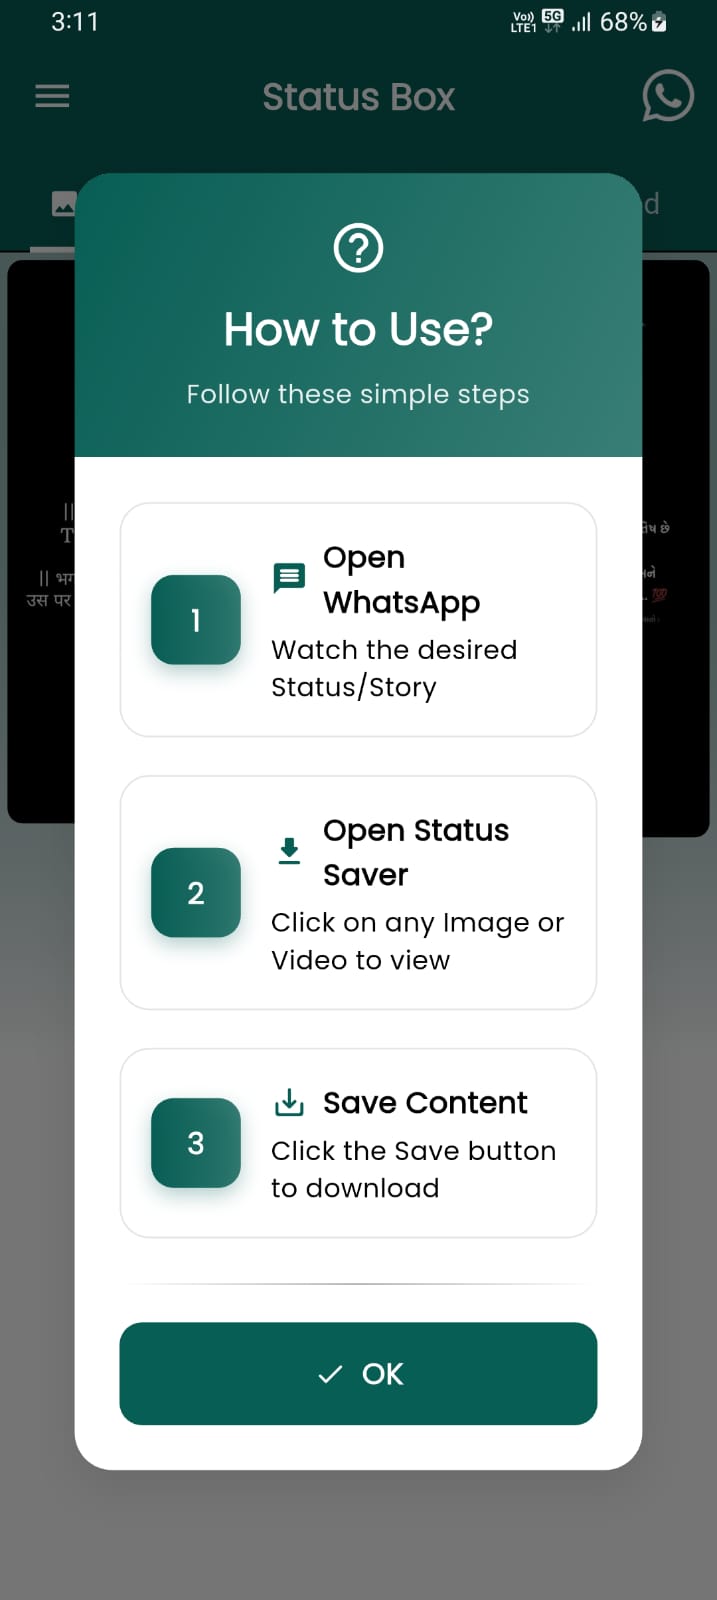 3:11
Vo)) LTE1 5G 68%
Status Box
d
How to Use?
Follow these simple steps
||
T
|| भग
उस पर
છે
1
Open
WhatsApp
Watch the desired
Status/Story
2
Open Status
Saver
Click on any Image or
Video to view
3
Save Content
Click the Save button
to download
OK